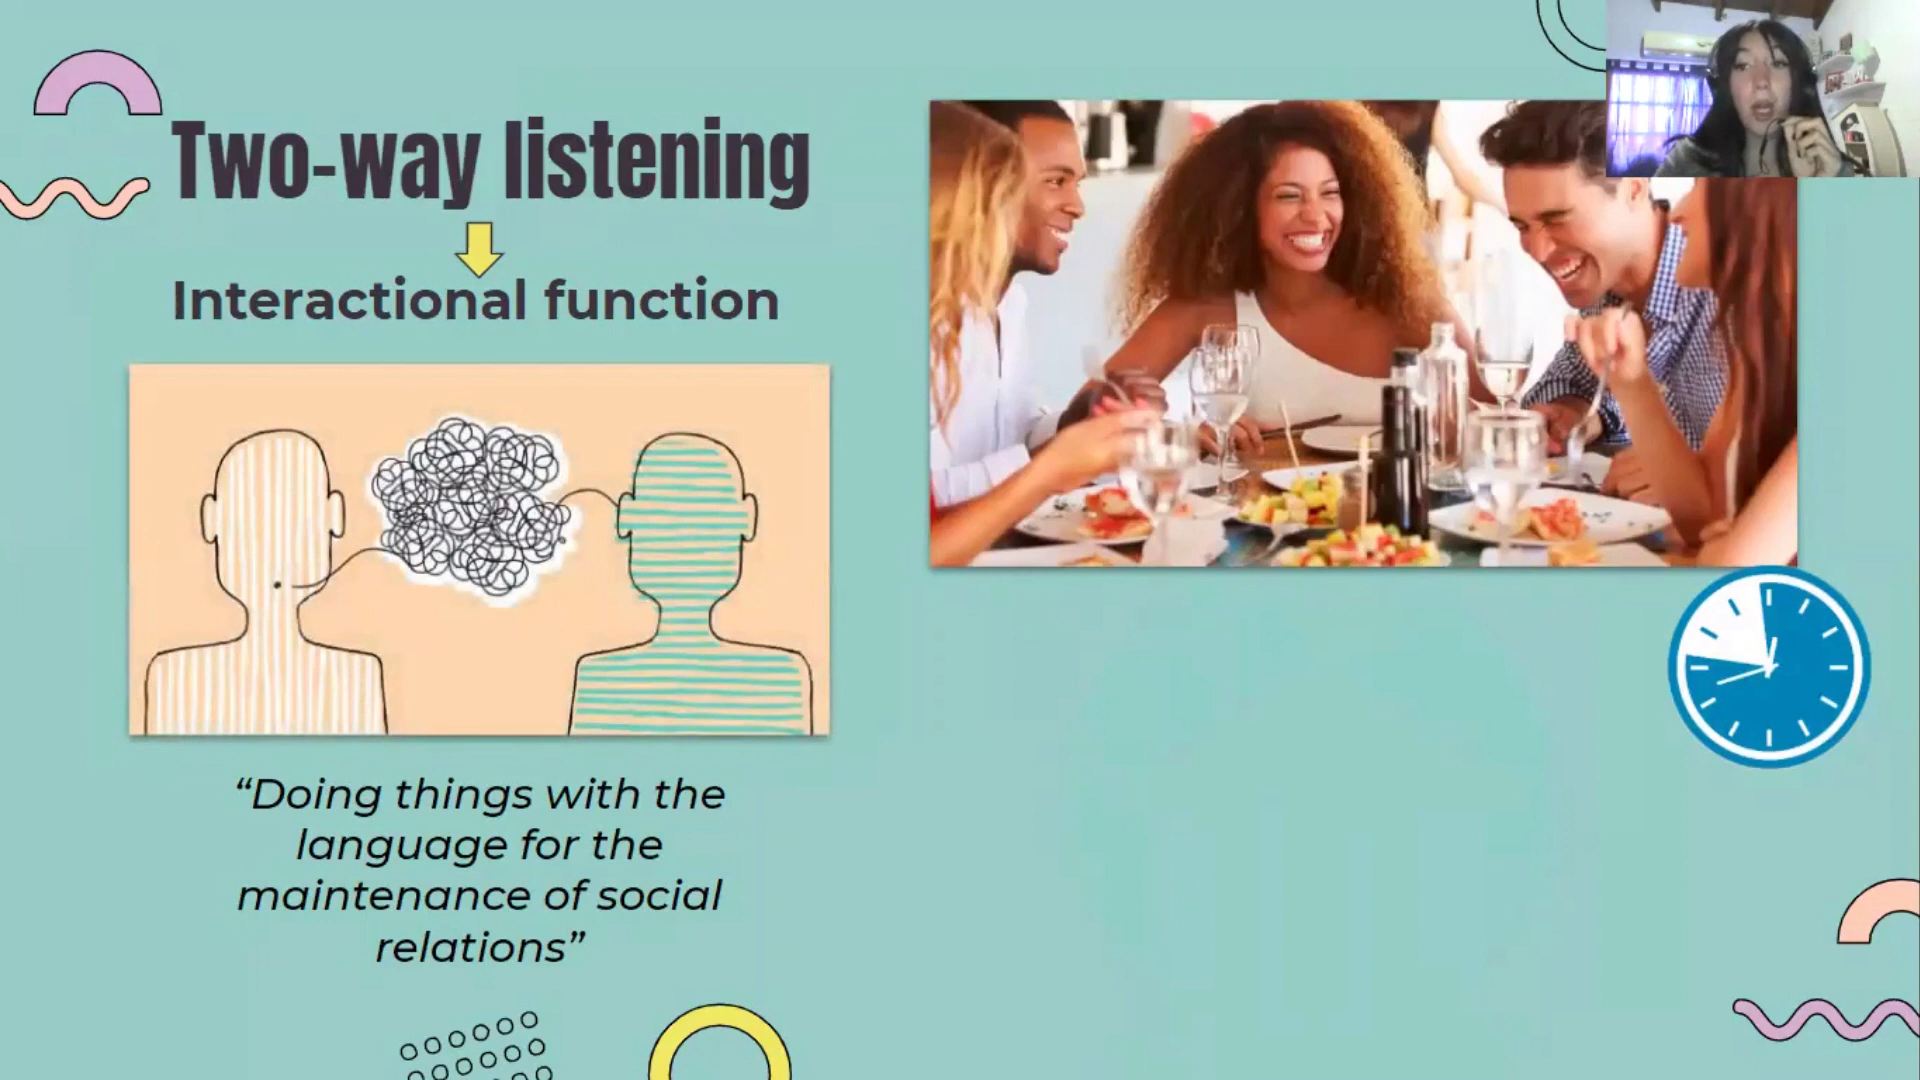 Two-way listening
Interactional function
“Doing things with the
language for the
maintenance of social
relations”